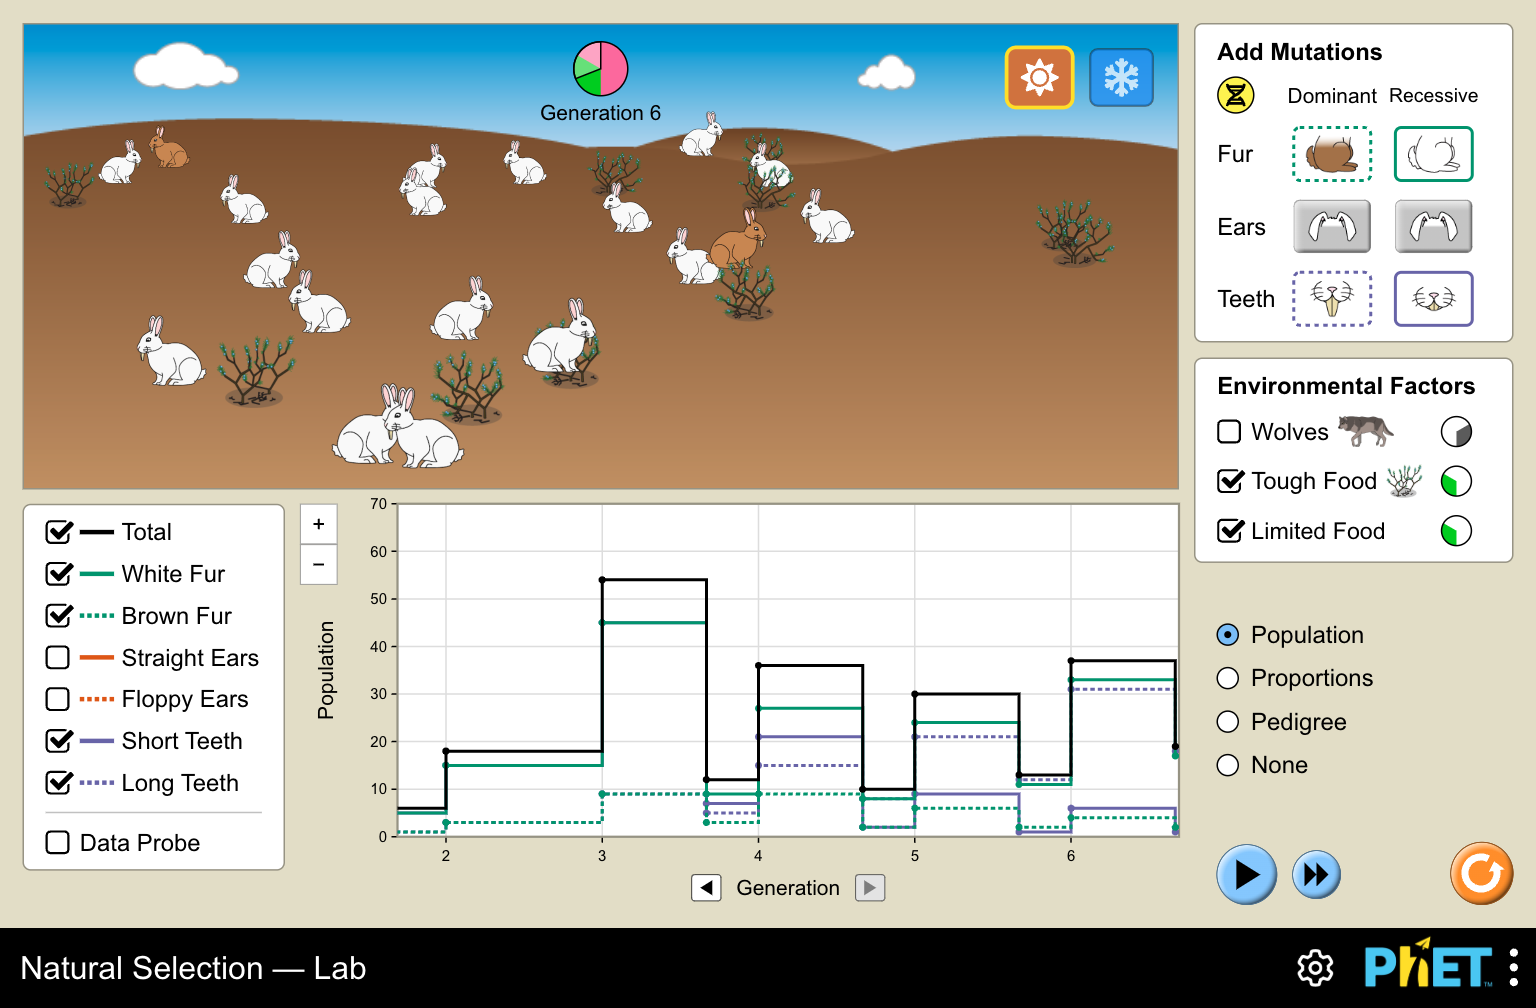 Generation 6
Add Mutations
Dominant Recessive
Fur
Ears
Teeth
Environmental Factors
Wolves
Tough Food
Limited Food
Total
White Fur
Brown Fur
Straight Ears
Floppy Ears
Short Teeth
Long Teeth
Data Probe
+
−
Population
70
60
50
40
30
20
10
0
2 3 4 5 6
Generation
Population
Proportions
Pedigree
None
Natural Selection — Lab
PhET™